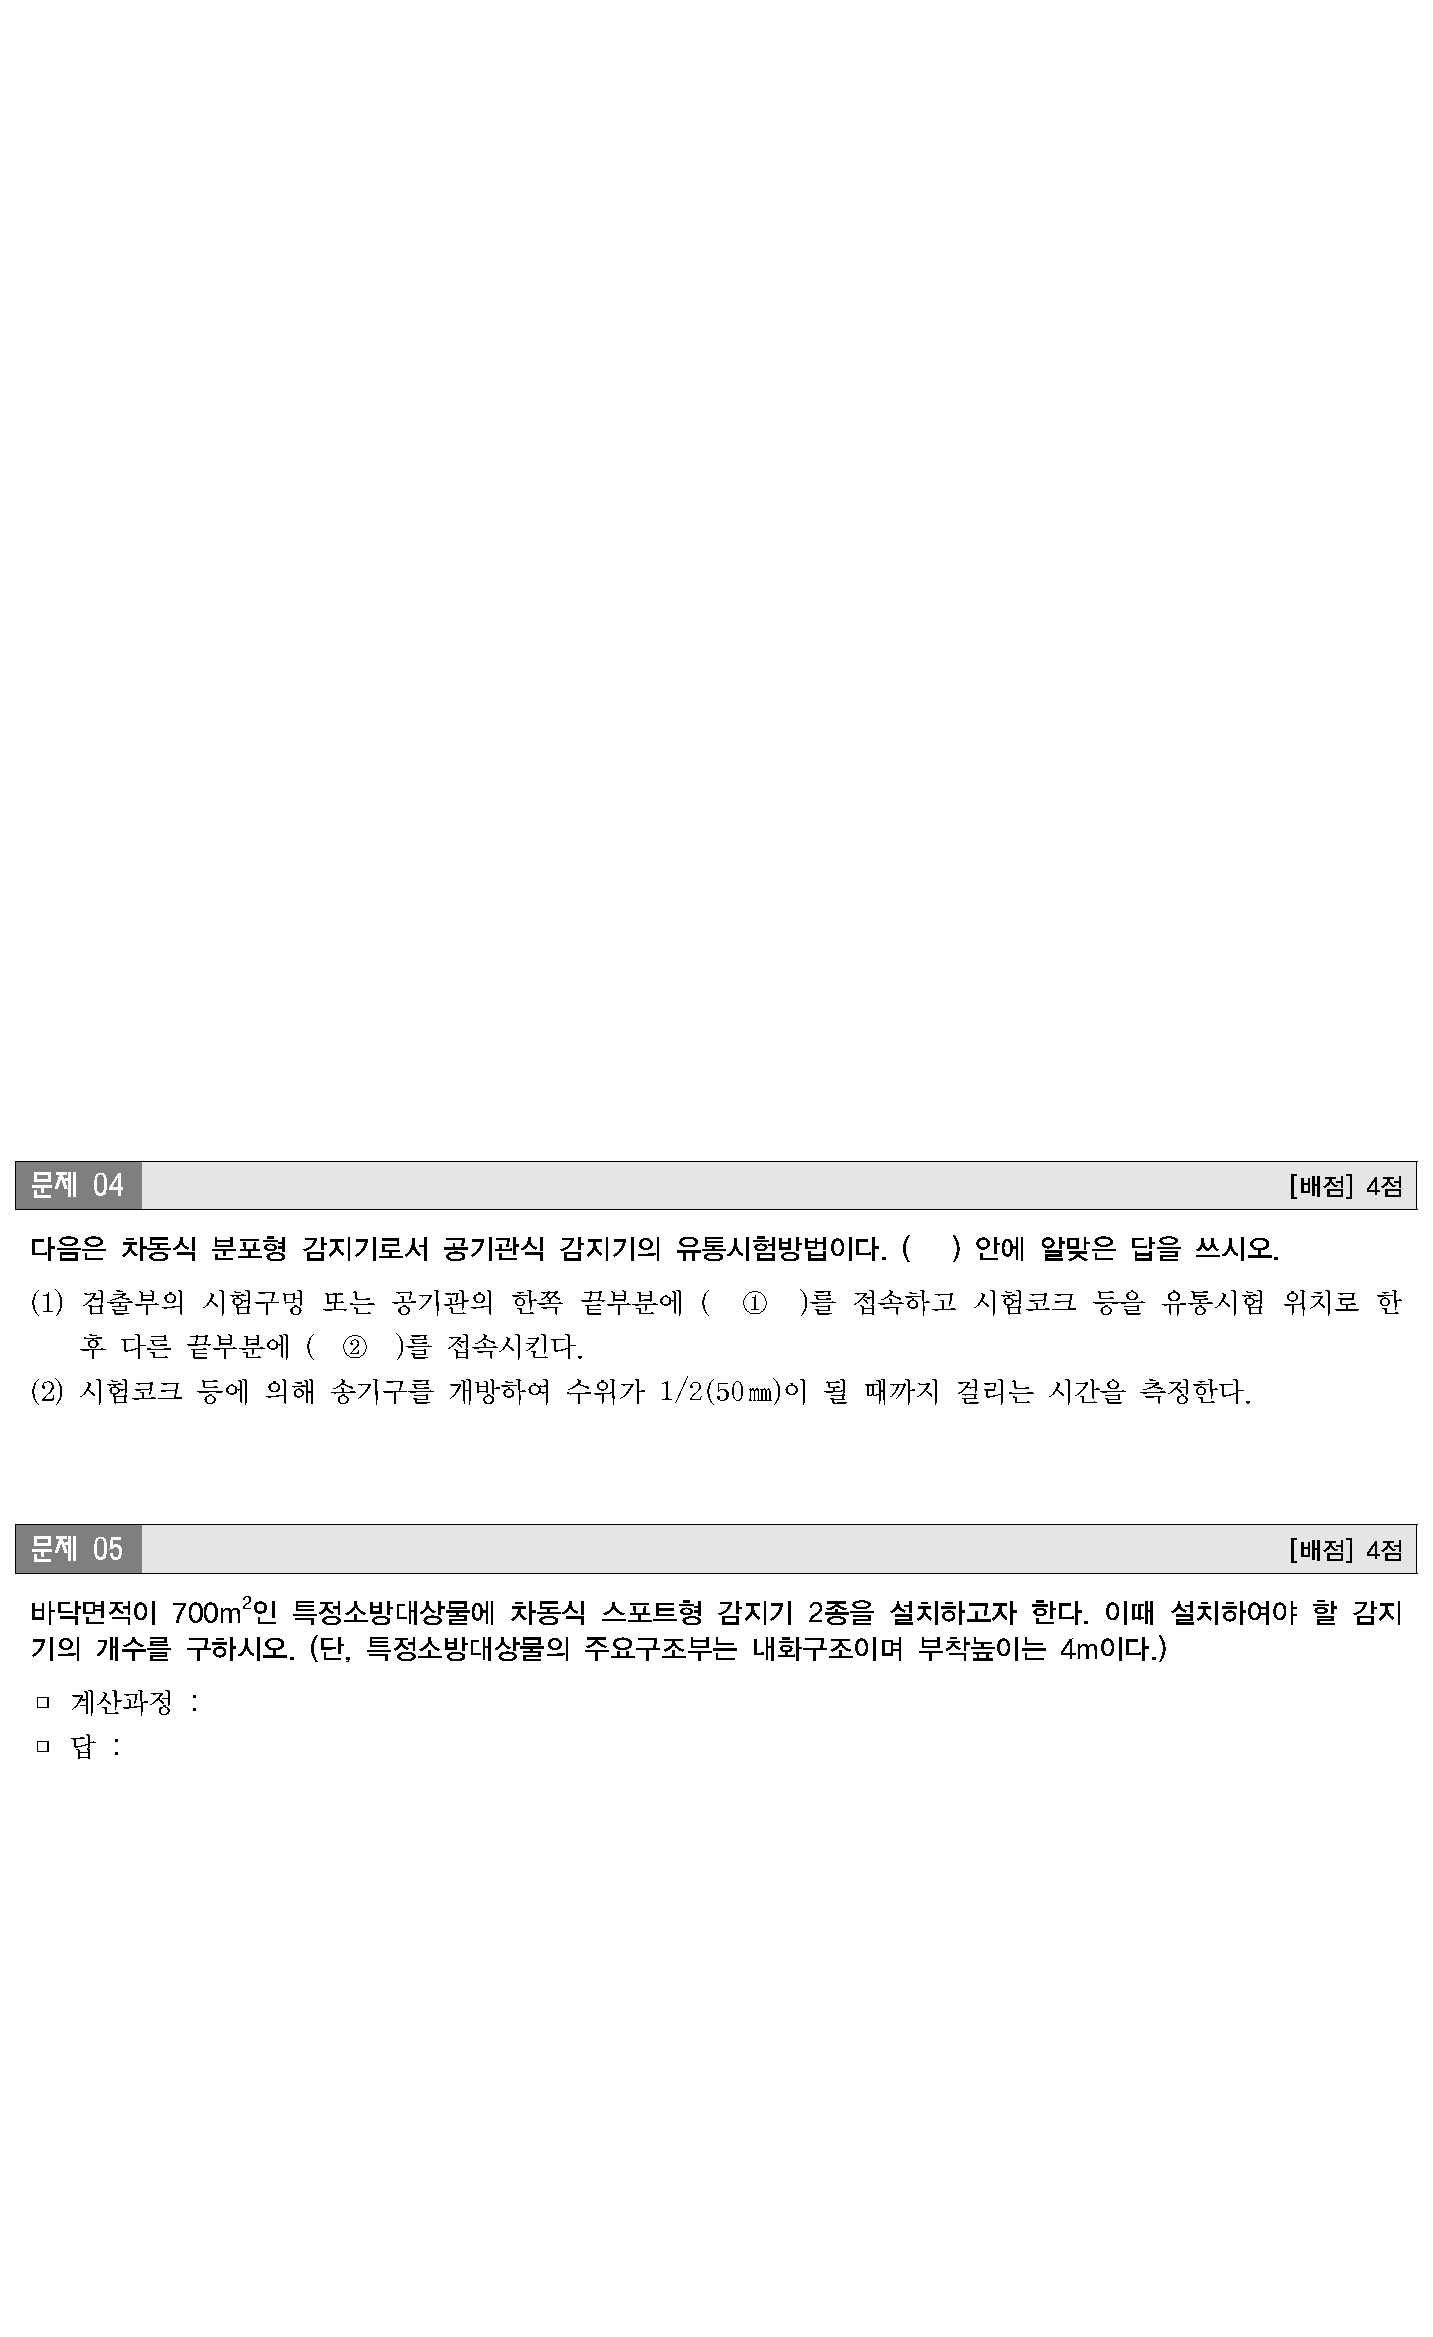 문제 04 [배점] 4점
다음은 차동식 분포형 감지기로서 공기관식 감지기의 유통시험방법이다. (   ) 안에 알맞은 답을 쓰시오.
(1) 검출부의 시험구멍 또는 공기관의 한쪽 끝부분에 ( ① )를 접속하고 시험코크 등을 유통시험 위치로 한
후 다른 끝부분에 ( ② )를 접속시킨다.
(2) 시험코크 등에 의해 송기구를 개방하여 수위가 1/2(50㎜)이 될 때까지 걸리는 시간을 측정한다.
문제 05 [배점] 4점
바닥면적이 700m²인 특정소방대상물에 차동식 스포트형 감지기 2종을 설치하고자 한다. 이때 설치하여야 할 감지
기의 개수를 구하시오. (단, 특정소방대상물의 주요구조부는 내화구조이며 부착높이는 4m이다.)
▫ 계산과정 :
▫ 답 :